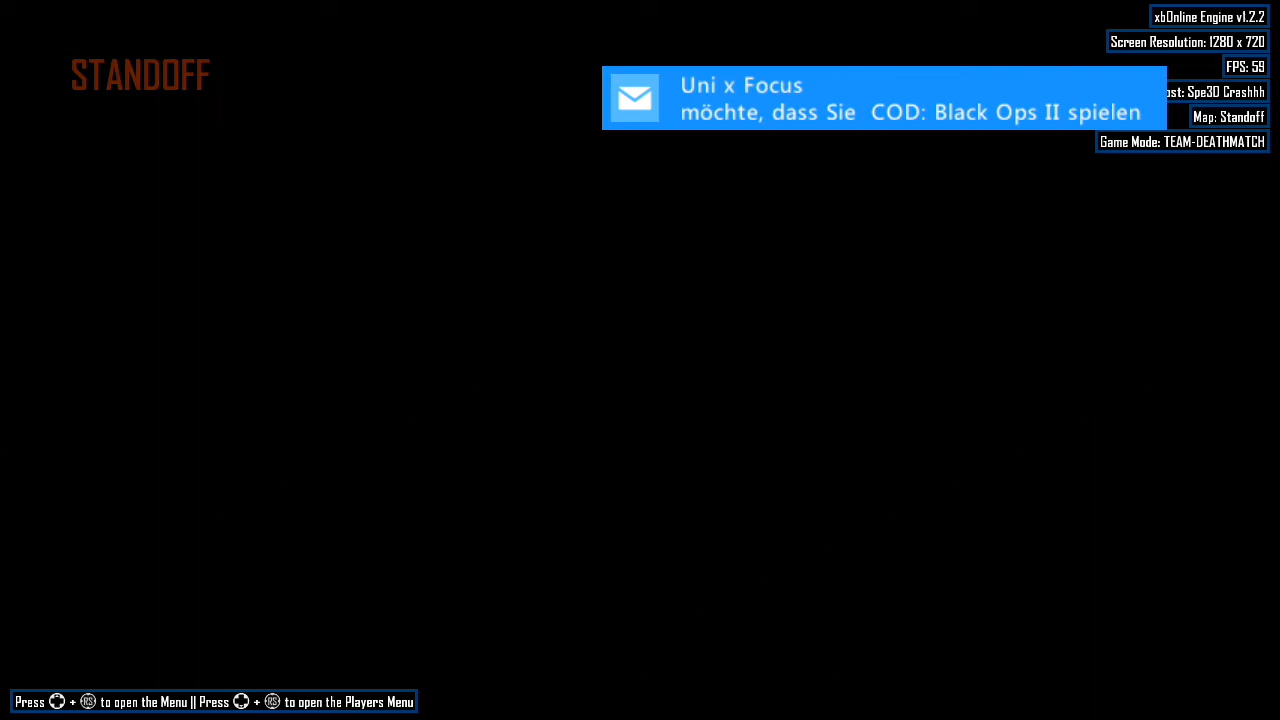 xbOnline Engine v1.2.2
Screen Resolution: 1280 x 720
FPS: 59
STANDOFF
Uni x Focus
möchte, dass Sie COD: Black Ops II spielen
ost: Spe3D Crashhh
Map: Standoff
Game Mode: TEAM-DEATHMATCH
Press + RS to open the Menu || Press + RS to open the Players Menu